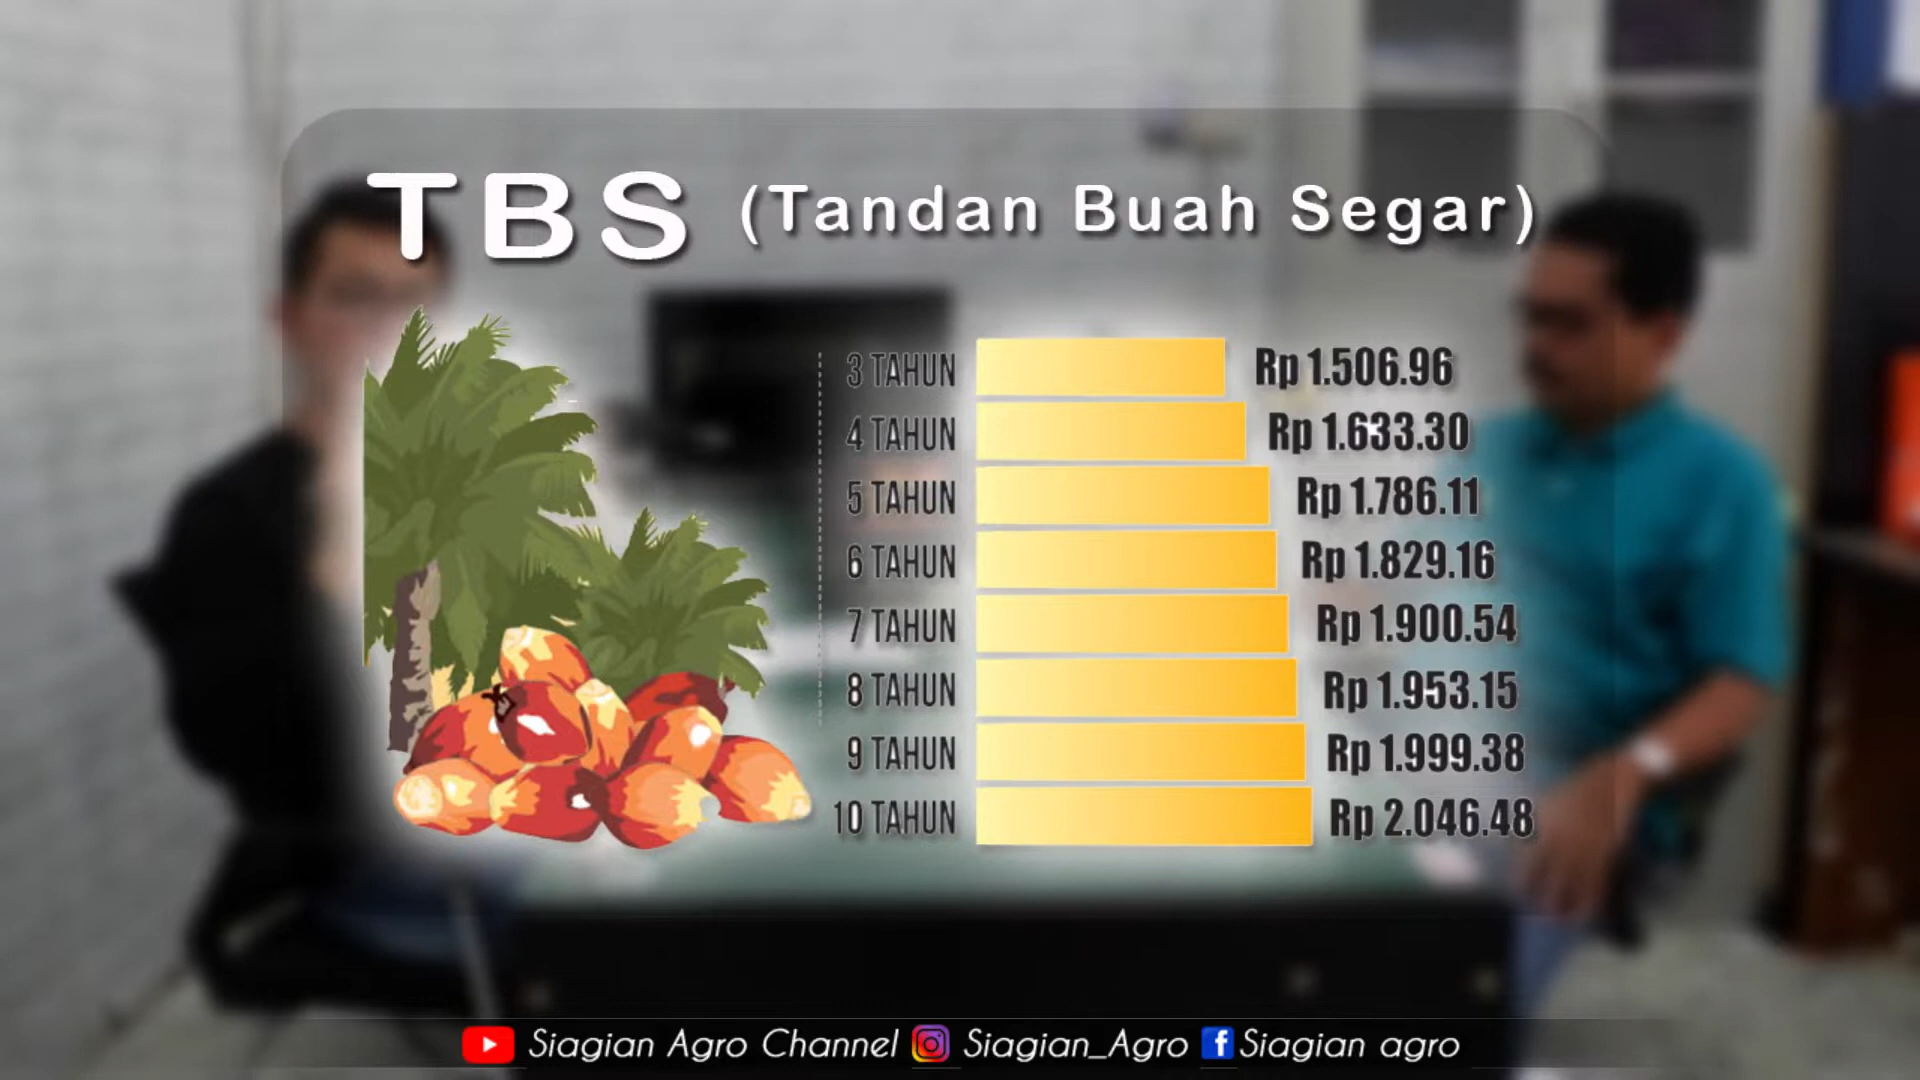 TBS (Tandan Buah Segar)
3 TAHUN Rp 1.506.96
4 TAHUN Rp 1.633.30
5 TAHUN Rp 1.786.11
6 TAHUN Rp 1.829.16
7 TAHUN Rp 1.900.54
8 TAHUN Rp 1.953.15
9 TAHUN Rp 1.999.38
10 TAHUN Rp 2.046.48
Siagian Agro Channel Siagian_Agro Siagian agro